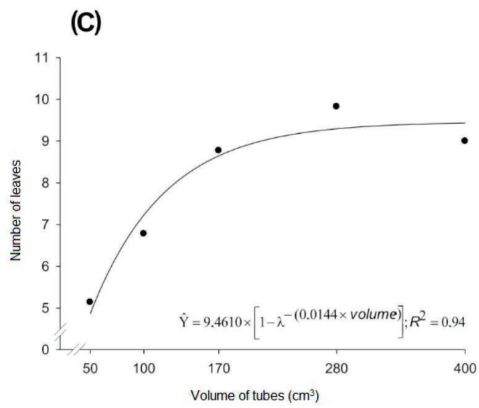 (C)
11
10
9
8
7
6
5
0
Number of leaves
Ŷ = 9,4610 × [1−λ^−(0,0144 × volume)]; R² = 0,94
50 100 170 280 400
Volume of tubes (cm³)